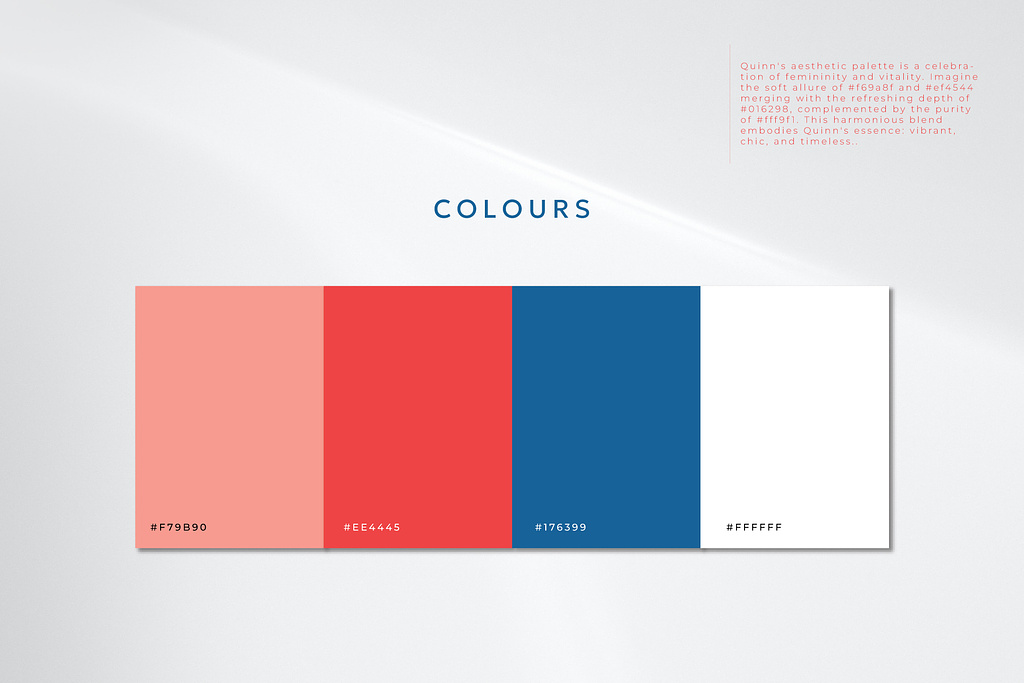 Quinn's aesthetic palette is a celebra-
tion of femininity and vitality. Imagine
the soft allure of #f69a8f and #ef4544
merging with the refreshing depth of
#016298, complemented by the purity
of #fff9f1. This harmonious blend
embodies Quinn's essence: vibrant,
chic, and timeless..
COLOURS
#F79B90
#EE4445
#176399
#FFFFFF